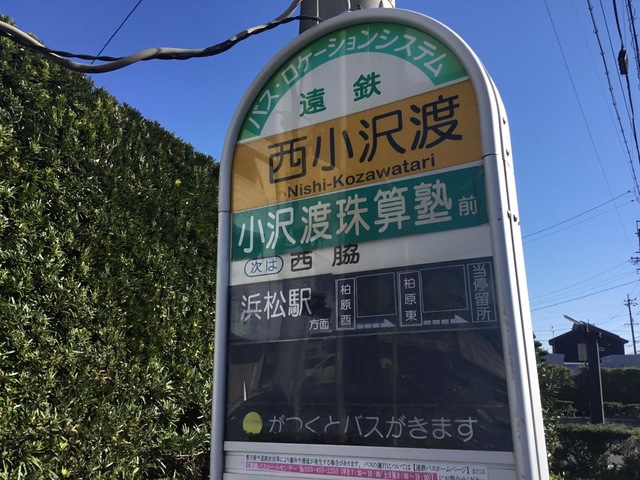 バス・ロケーションシステム
遠鉄
西小沢渡
Nishi-Kozawatari
小沢渡珠算塾前
次は 西脇
浜松駅方面 柏原西 柏原東 当停留所
がつくとバスがきます